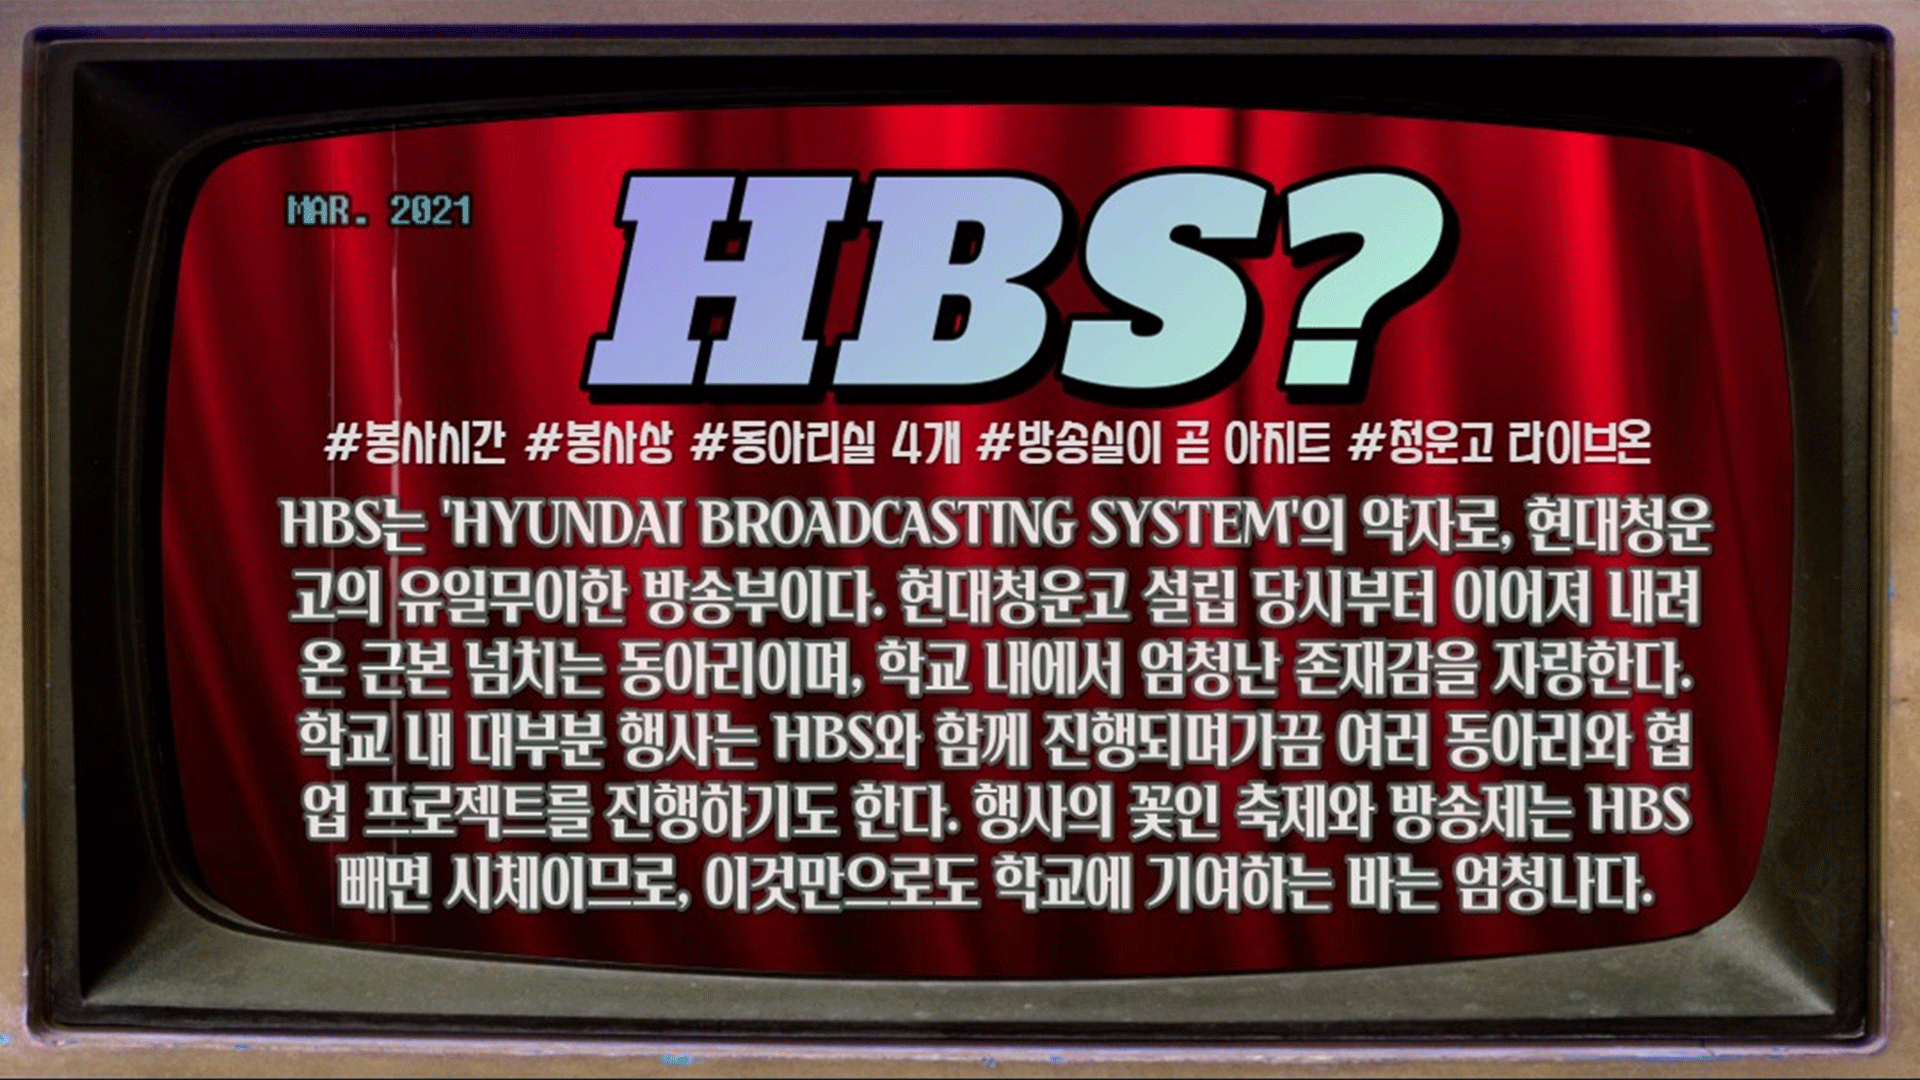 MAR. 2021
HBS?
#봉사시간 #봉사상 #동아리실 4개 #방송실이 곧 아지트 #청운고 라이브온
HBS는 'HYUNDAI BROADCASTING SYSTEM'의 약자로, 현대청운
고의 유일무이한 방송부이다. 현대청운고 설립 당시부터 이어져 내려
온 근본 넘치는 동아리이며, 학교 내에서 엄청난 존재감을 자랑한다.
학교 내 대부분 행사는 HBS와 함께 진행되며가끔 여러 동아리와 협
업 프로젝트를 진행하기도 한다. 행사의 꽃인 축제와 방송제는 HBS
빼면 시체이므로, 이것만으로도 학교에 기여하는 바는 엄청나다.